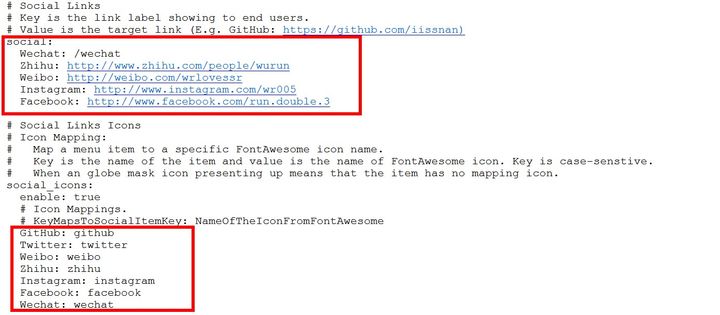 # Social Links
# Key is the link label showing to end users.
# Value is the target link (E.g. GitHub: https://github.com/iissnan)
social:
Wechat: /wechat
Zhihu: http://www.zhihu.com/people/wurun
Weibo: http://weibo.com/wrlovessr
Instagram: http://www.instagram.com/wr005
Facebook: http://www.facebook.com/run.double.3
# Social Links Icons
# Icon Mapping:
# Map a menu item to a specific FontAwesome icon name.
# Key is the name of the item and value is the name of FontAwesome icon. Key is case-senstive.
# When an globe mask icon presenting up means that the item has no mapping icon.
social_icons:
enable: true
# Icon Mappings.
# KeyMapsToSocialItemKey: NameOfTheIconFromFontAwesome
GitHub: github
Twitter: twitter
Weibo: weibo
Zhihu: zhihu
Instagram: instagram
Facebook: facebook
Wechat: wechat